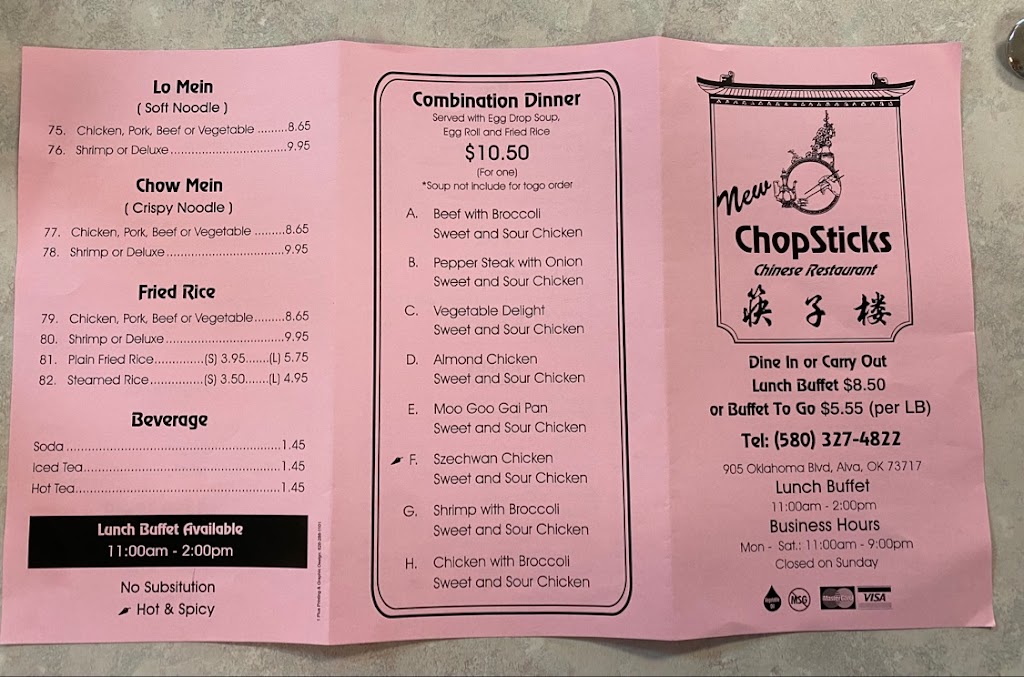 Lo Mein
( Soft Noodle )
75. Chicken, Pork, Beef or Vegetable .........8.65
76. Shrimp or Deluxe.................................9.95
Chow Mein
( Crispy Noodle )
77. Chicken, Pork, Beef or Vegetable .........8.65
78. Shrimp or Deluxe.................................9.95
Fried Rice
79. Chicken, Pork, Beef or Vegetable.........8.65
80. Shrimp or Deluxe.................................9.95
81. Plain Fried Rice.............(S) 3.95......(L) 5.75
82. Steamed Rice..............(S) 3.50.......(L) 4.95
Beverage
Soda .....................................................1.45
Iced Tea.................................................1.45
Hot Tea..................................................1.45
Lunch Buffet Available
11:00am - 2:00pm
No Subsitution
Hot & Spicy
Combination Dinner
Served with Egg Drop Soup,
Egg Roll and Fried Rice
$10.50
(For one)
*Soup not include for togo order
A. Beef with Broccoli
Sweet and Sour Chicken
B. Pepper Steak with Onion
Sweet and Sour Chicken
C. Vegetable Delight
Sweet and Sour Chicken
D. Almond Chicken
Sweet and Sour Chicken
E. Moo Goo Gai Pan
Sweet and Sour Chicken
F. Szechwan Chicken
Sweet and Sour Chicken
G. Shrimp with Broccoli
Sweet and Sour Chicken
H. Chicken with Broccoli
Sweet and Sour Chicken
New
ChopSticks
Chinese Restaurant
筷子楼
Dine In or Carry Out
Lunch Buffet $8.50
or Buffet To Go $5.55 (per LB)
Tel: (580) 327-4822
905 Oklahoma Blvd, Alva, OK 73717
Lunch Buffet
11:00am - 2:00pm
Business Hours
Mon - Sat.: 11:00am - 9:00pm
Closed on Sunday
MSG
MasterCard
VISA